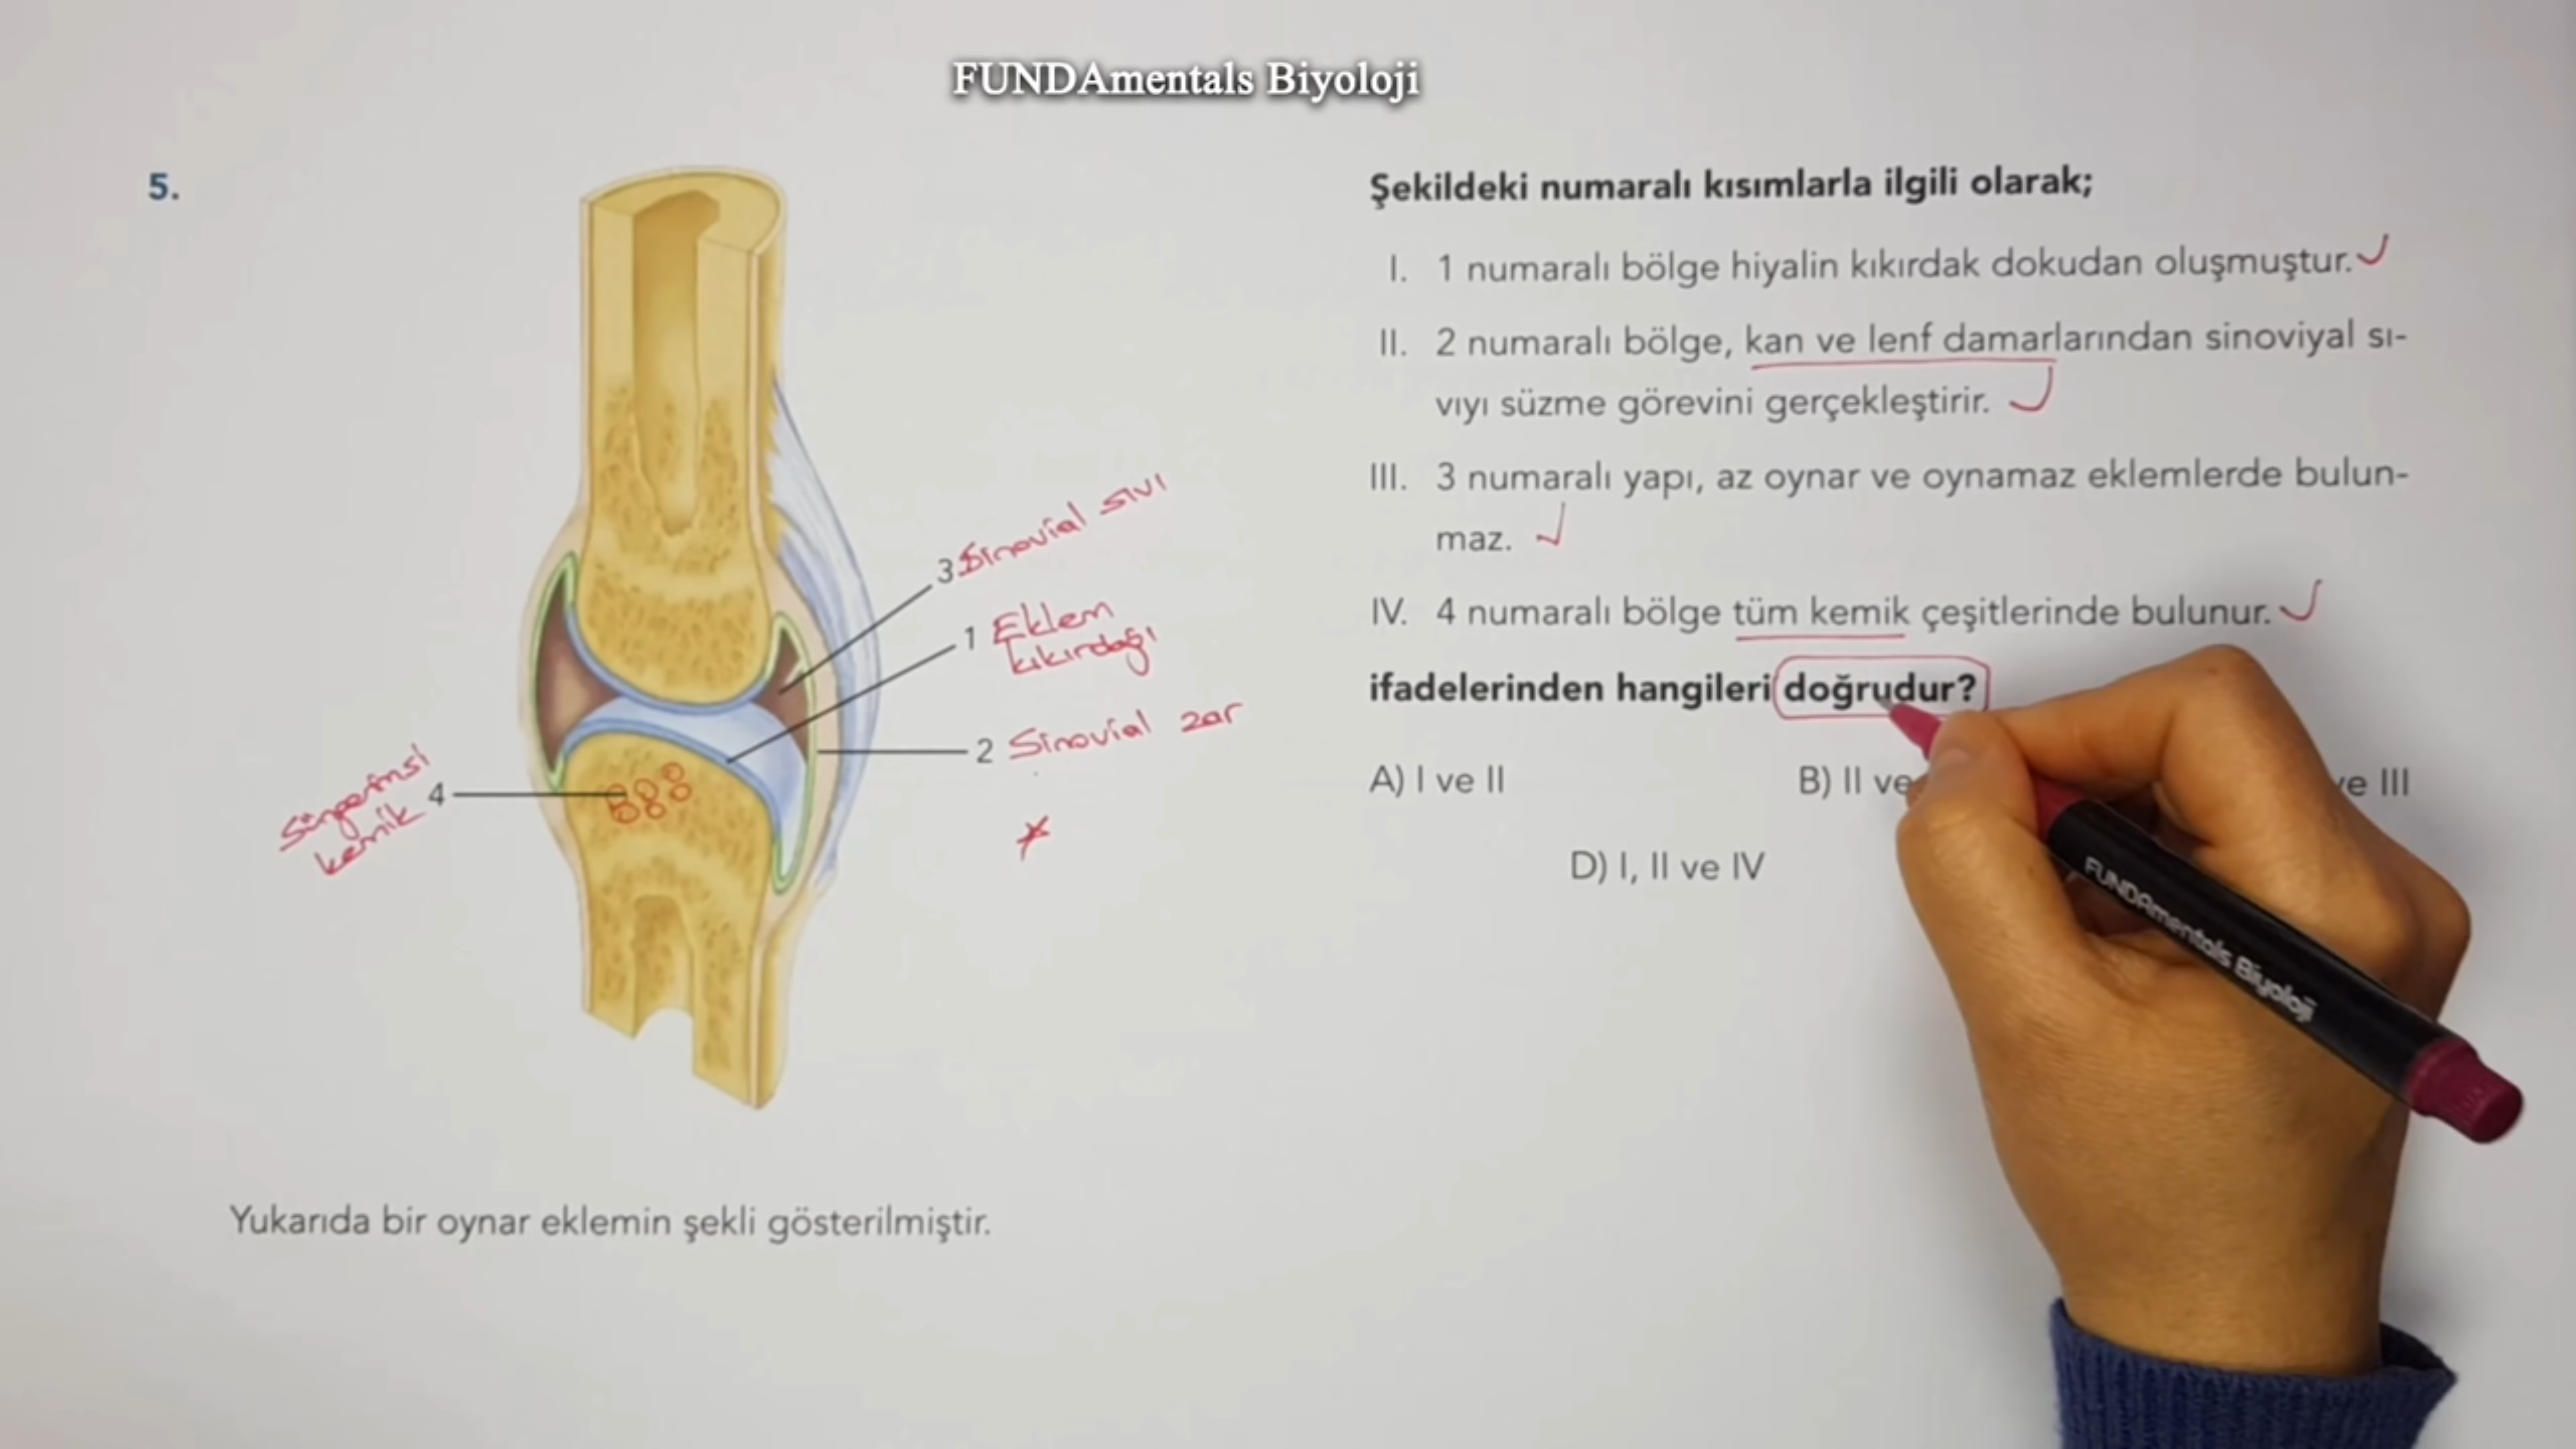 FUNDAmentals Biyoloji
5.
Şekildeki numaralı kısımlarla ilgili olarak;
I. 1 numaralı bölge hiyalin kıkırdak dokudan oluşmuştur.
II. 2 numaralı bölge, kan ve lenf damarlarından sinoviyal sı-
vıyı süzme görevini gerçekleştirir.
III. 3 numaralı yapı, az oynar ve oynamaz eklemlerde bulun-
maz.
IV. 4 numaralı bölge tüm kemik çeşitlerinde bulunur.
ifadelerinden hangileri doğrudur?
A) I ve II
B) II ve
ve III
D) I, II ve IV
3 Sinovial sıvı
1 Eklem
kıkırdağı
2 Sinovial zar
Süngerimsi
kemik 4
Yukarıda bir oynar eklemin şekli gösterilmiştir.
FUNDAmentals Biyoloji